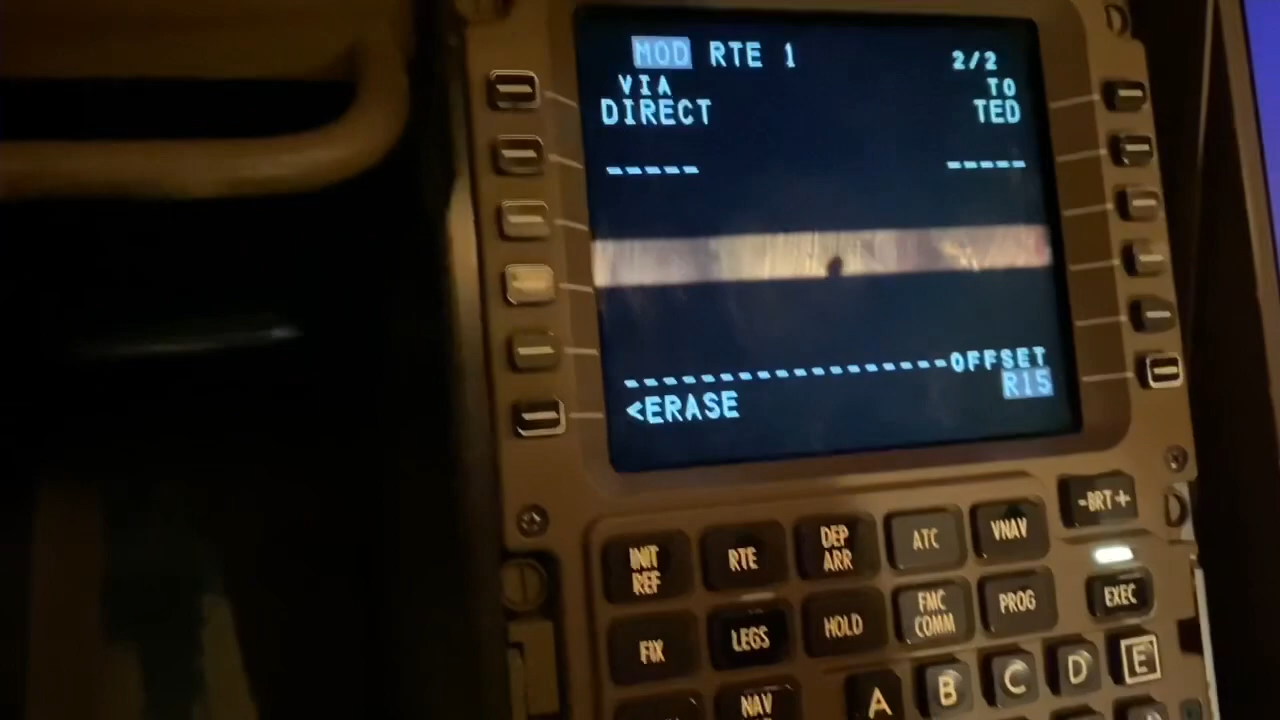 MOD RTE 1 2/2
VIA TO
DIRECT TED
----- -----
-----------------OFFSET
<ERASE R15
-BRT+
INIT REF RTE DEP ARR ATC VNAV
EXEC
FIX LEGS HOLD FMC COMM PROG
NAV
A B C D E